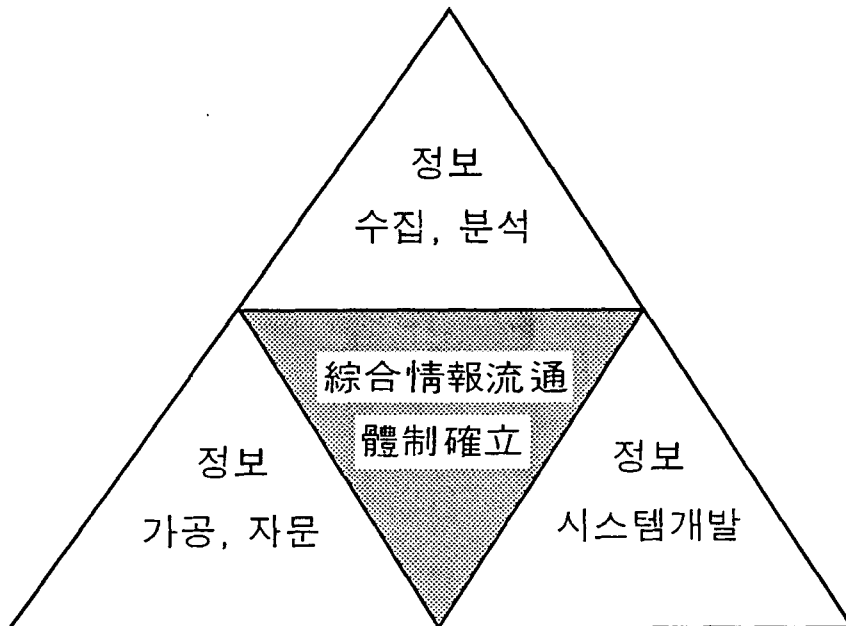 정보
수집, 분석
綜合情報流通
體制確立
정보
가공, 자문
정보
시스템개발